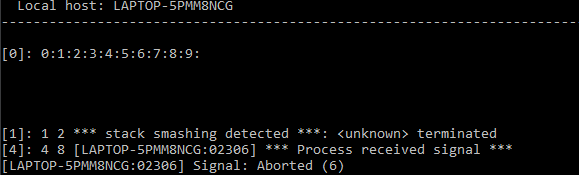 Local host: LAPTOP-5PMM8NCG
--------------------------------------------------------------------------
[0]: 0:1:2:3:4:5:6:7:8:9:
[1]: 1 2 *** stack smashing detected ***: <unknown> terminated
[4]: 4 8 [LAPTOP-5PMM8NCG:02306] *** Process received signal ***
[LAPTOP-5PMM8NCG:02306] Signal: Aborted (6)